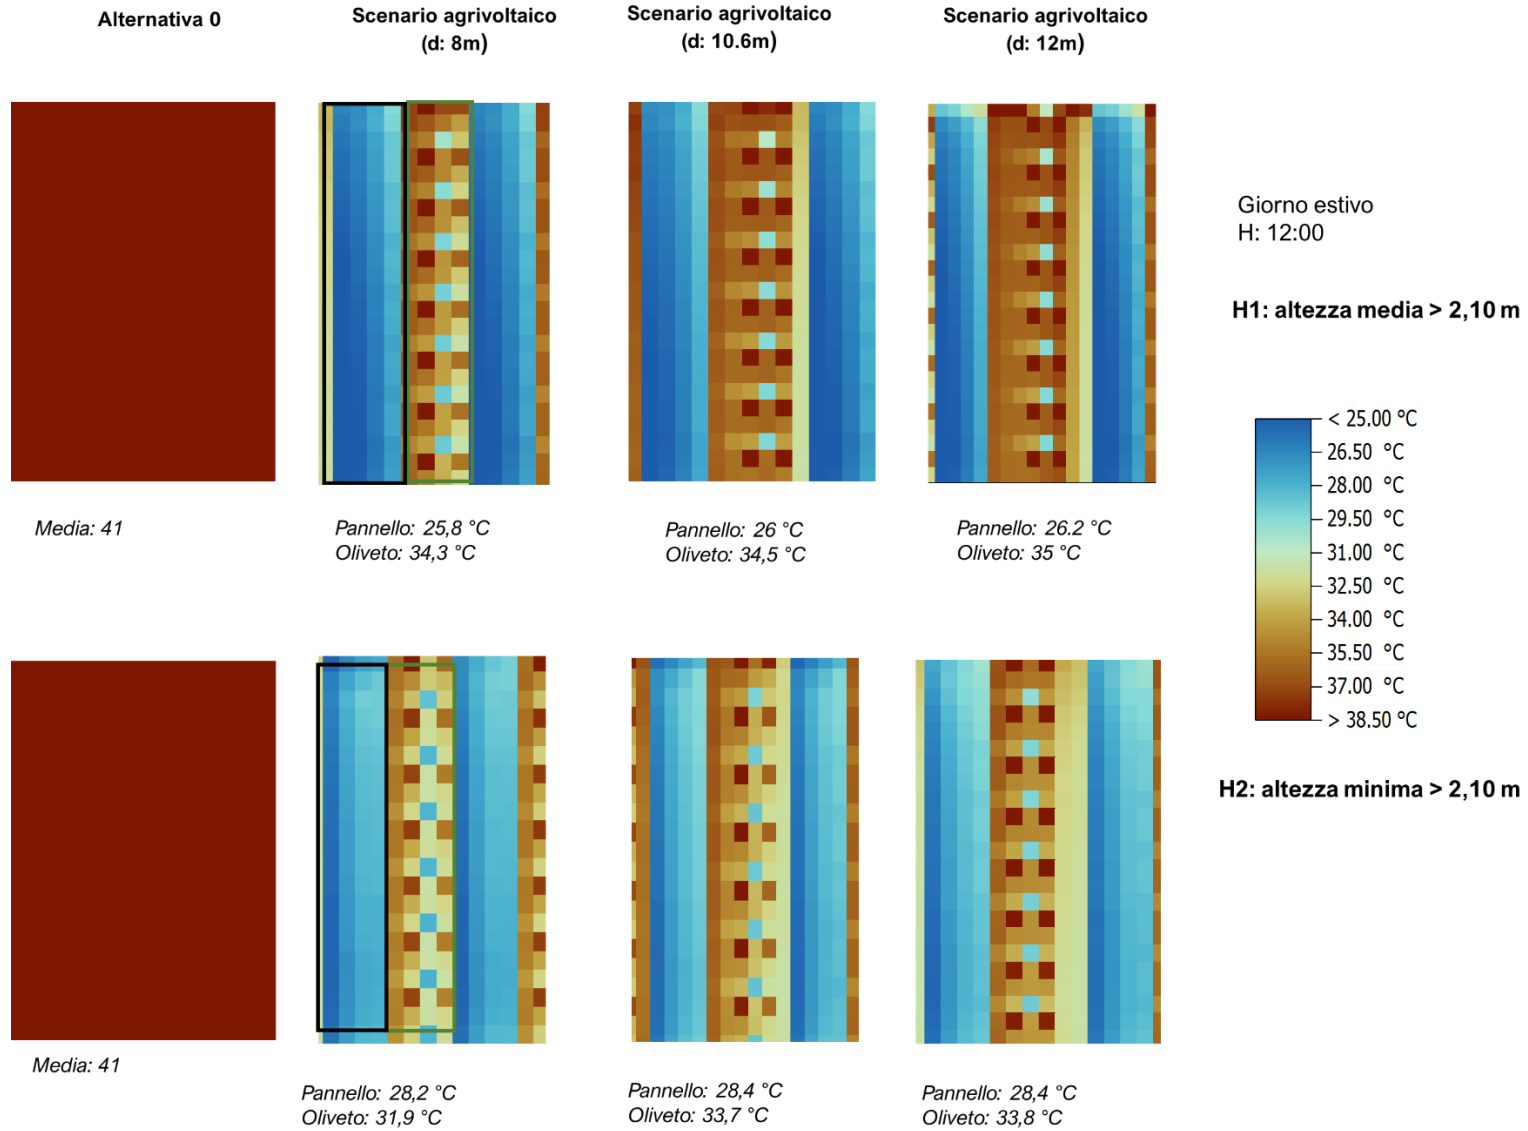 Alternativa 0
Scenario agrivoltaico
(d: 8m)
Scenario agrivoltaico
(d: 10.6m)
Scenario agrivoltaico
(d: 12m)
Giorno estivo
H: 12:00
H1: altezza media > 2,10 m
Media: 41
Pannello: 25,8 °C
Oliveto: 34,3 °C
Pannello: 26 °C
Oliveto: 34,5 °C
Pannello: 26.2 °C
Oliveto: 35 °C
< 25.00 °C
26.50 °C
28.00 °C
29.50 °C
31.00 °C
32.50 °C
34.00 °C
35.50 °C
37.00 °C
> 38.50 °C
H2: altezza minima > 2,10 m
Media: 41
Pannello: 28,2 °C
Oliveto: 31,9 °C
Pannello: 28,4 °C
Oliveto: 33,7 °C
Pannello: 28,4 °C
Oliveto: 33,8 °C